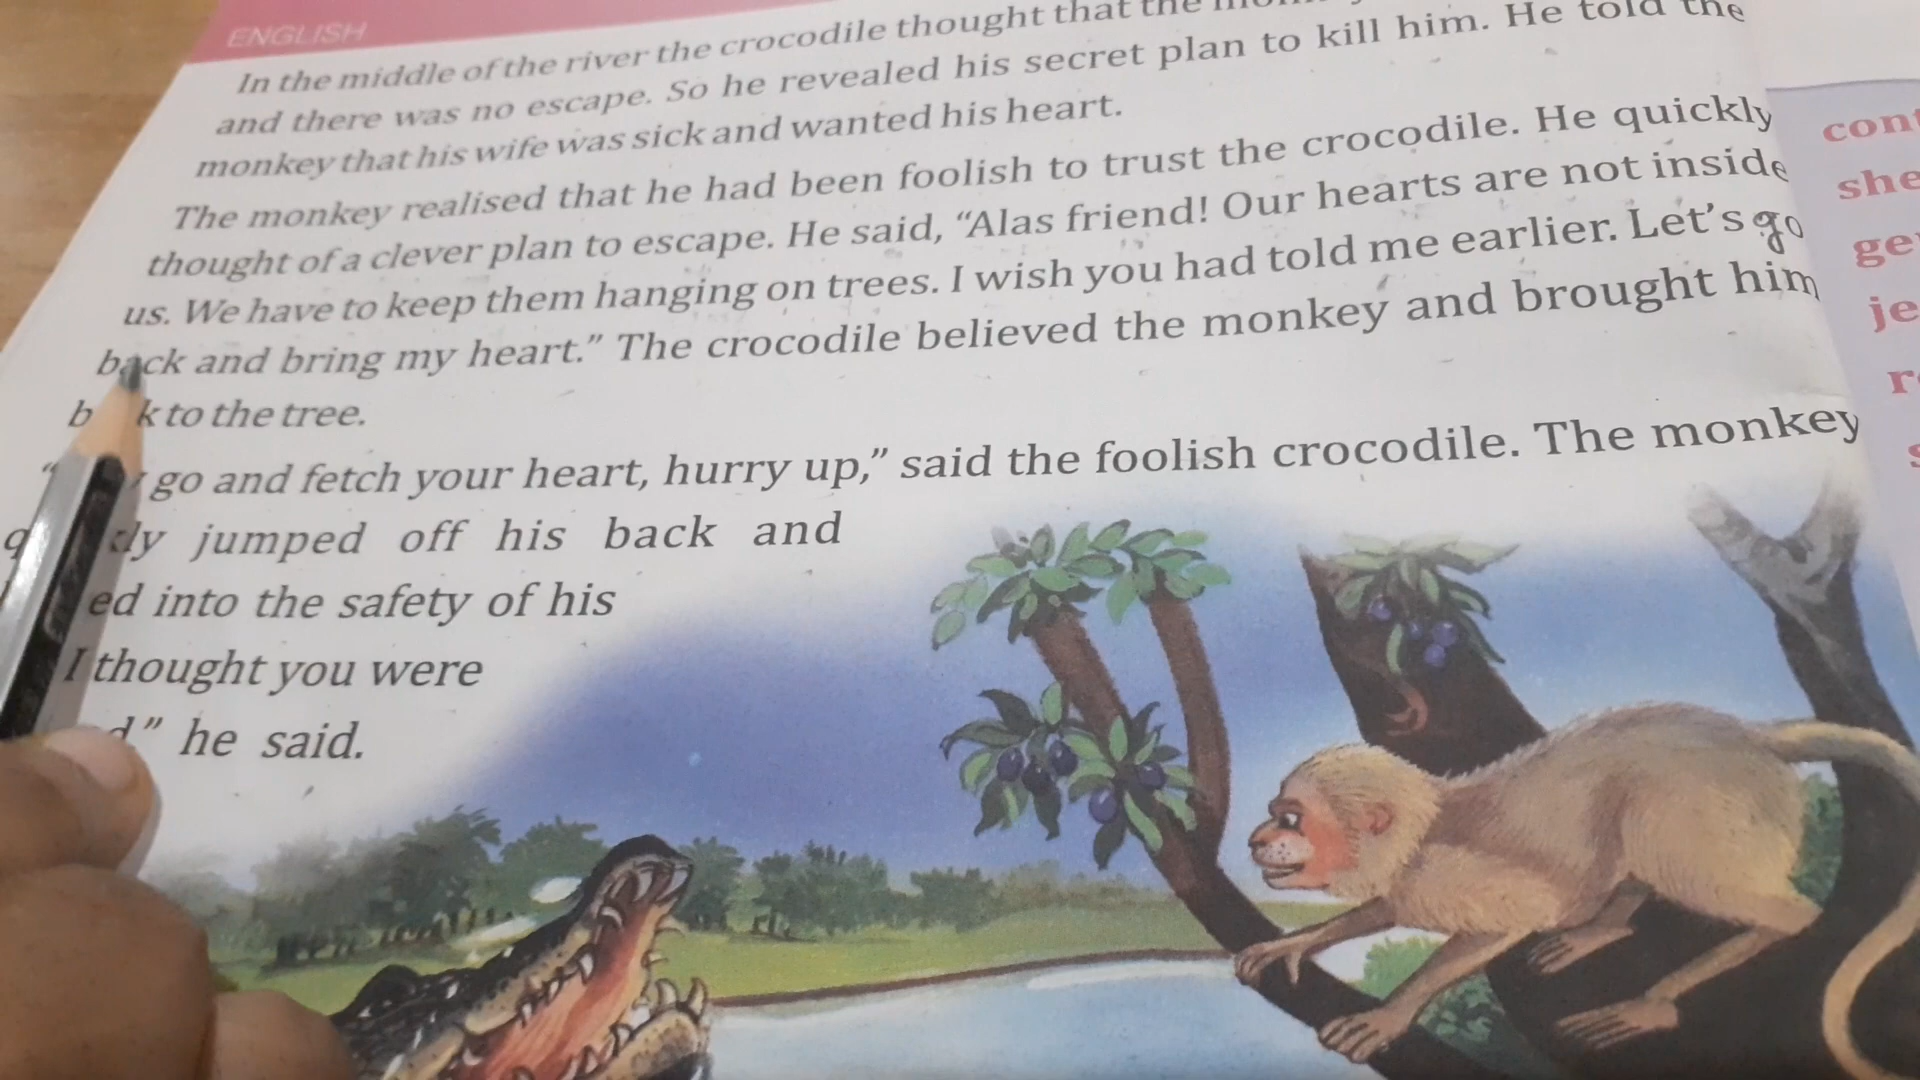 ENGLISH
In the middle of the river the crocodile thought that the
and there was no escape. So he revealed his secret plan to kill him. He told the
monkey that his wife was sick and wanted his heart.
The monkey realised that he had been foolish to trust the crocodile. He quickly
thought of a clever plan to escape. He said, “Alas friend! Our hearts are not inside
us. We have to keep them hanging on trees. I wish you had told me earlier. Let’s go
back and bring my heart.” The crocodile believed the monkey and brought him
to the tree.
go and fetch your heart, hurry up,” said the foolish crocodile. The monkey
jumped off his back and
into the safety of his
I thought you were
” he said.